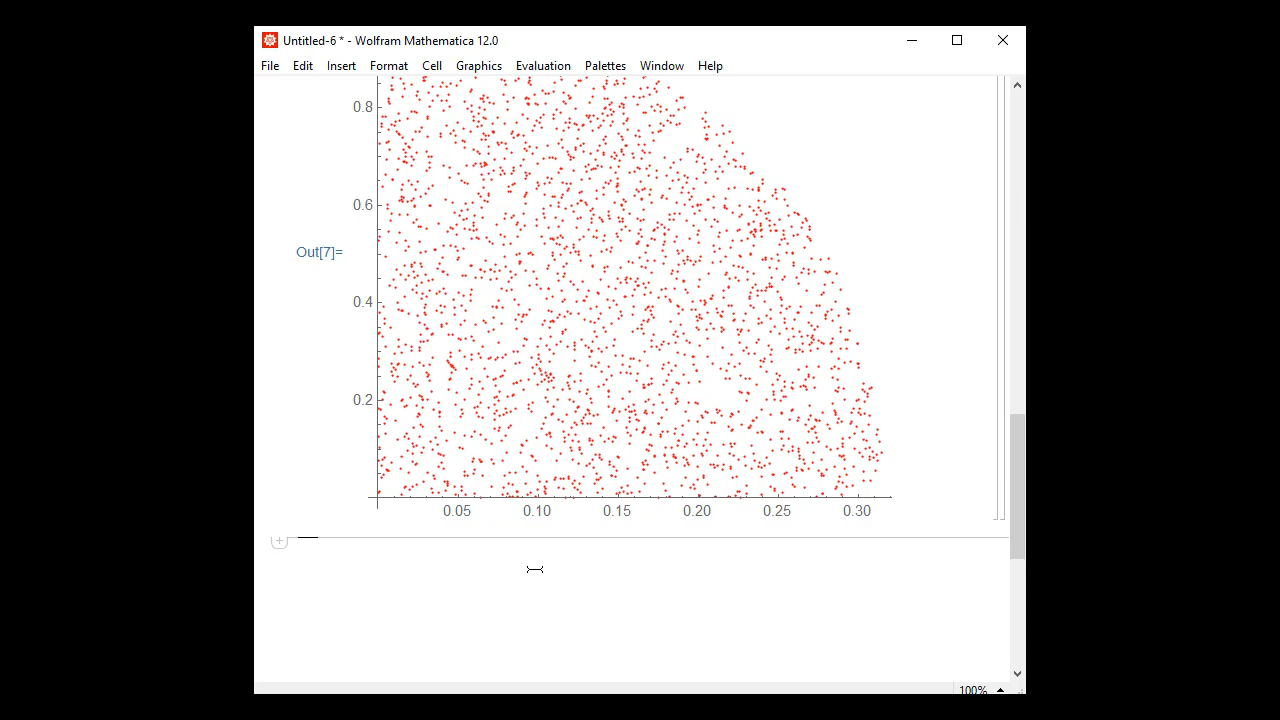 Untitled-6 * - Wolfram Mathematica 12.0
File Edit Insert Format Cell Graphics Evaluation Palettes Window Help
0.8
0.6
Out[7]=
0.4
0.2
0.05 0.10 0.15 0.20 0.25 0.30
100%